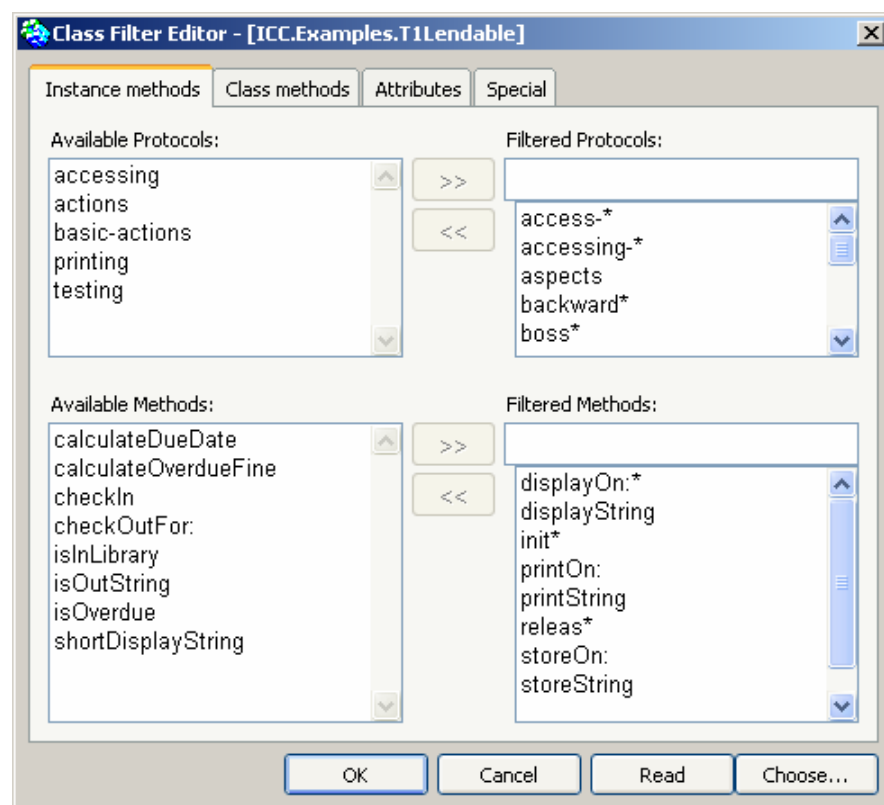 Class Filter Editor - [ICC.Examples.T1Lendable]
Instance methods Class methods Attributes Special
Available Protocols:
accessing
actions
basic-actions
printing
testing
>>
<<
Filtered Protocols:
access-*
accessing-*
aspects
backward*
boss*
Available Methods:
calculateDueDate
calculateOverdueFine
checkIn
checkOutFor:
isInLibrary
isOutString
isOverdue
shortDisplayString
>>
<<
Filtered Methods:
displayOn:*
displayString
init*
printOn:
printString
releas*
storeOn:
storeString
OK Cancel Read Choose...